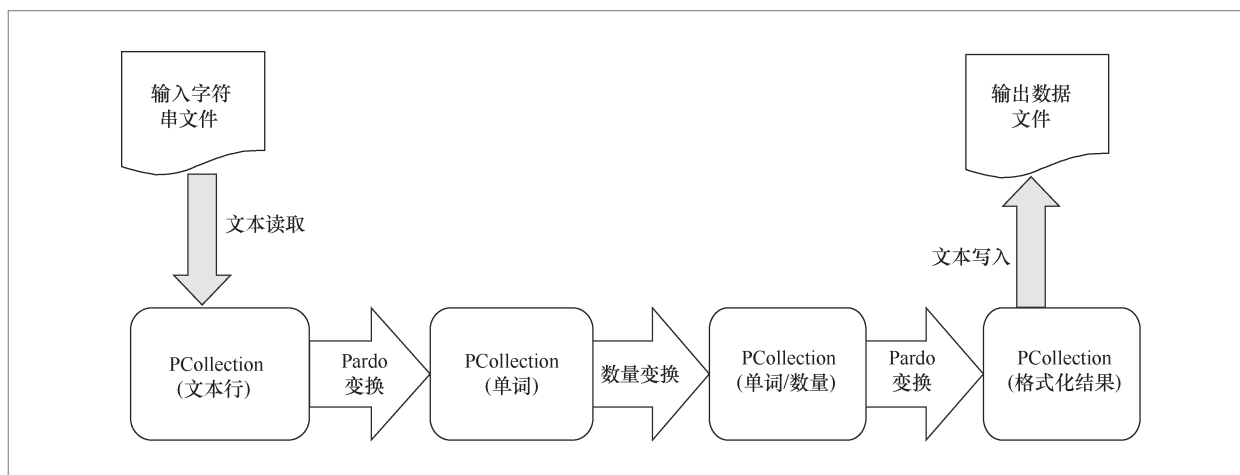 输入字符
串文件
输出数据
文件
文本读取
文本写入
PCollection
(文本行)
Pardo
变换
PCollection
(单词)
数量变换
PCollection
(单词/数量)
Pardo
变换
PCollection
(格式化结果)